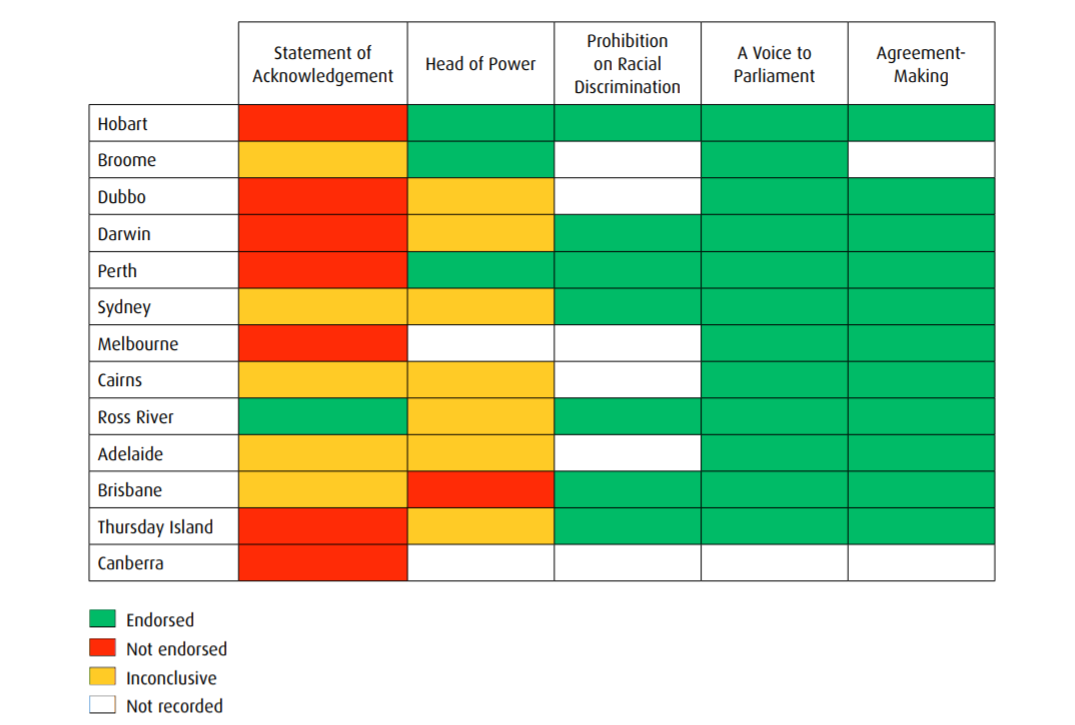 Statement of
Acknowledgement
Head of Power
Prohibition
on Racial
Discrimination
A Voice to
Parliament
Agreement-
Making
Hobart
Broome
Dubbo
Darwin
Perth
Sydney
Melbourne
Cairns
Ross River
Adelaide
Brisbane
Thursday Island
Canberra
Endorsed
Not endorsed
Inconclusive
Not recorded